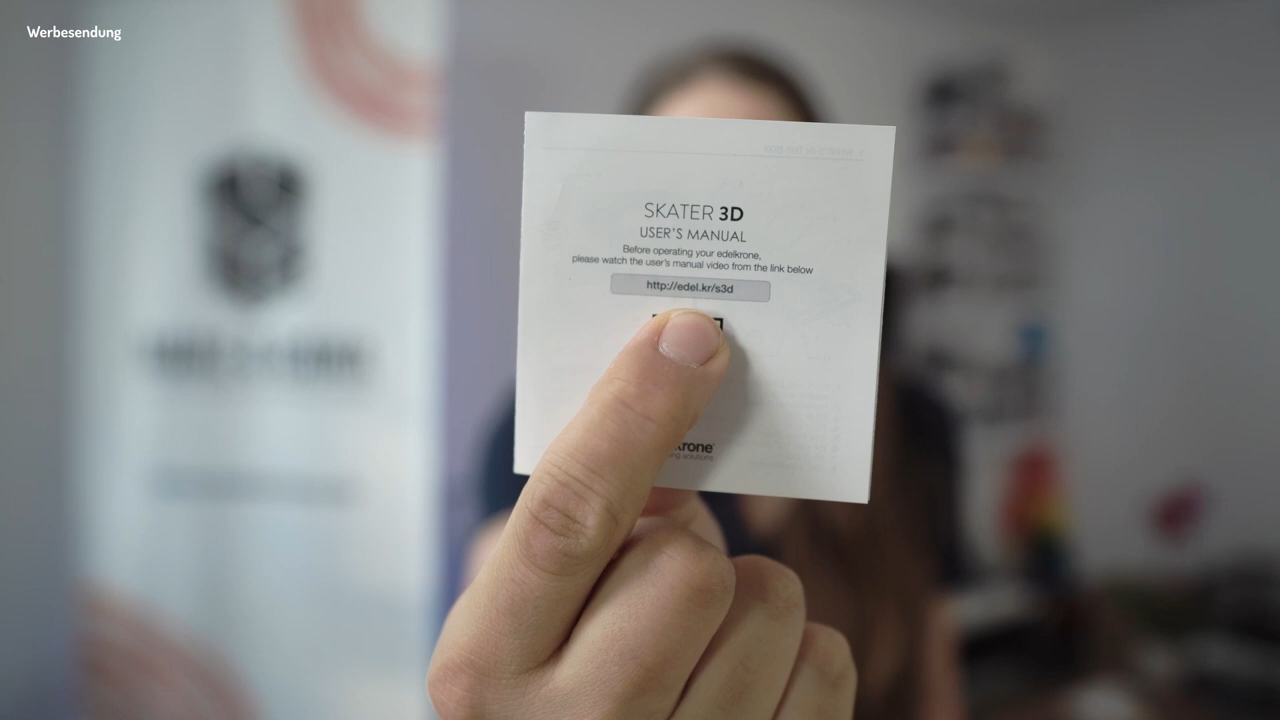 Werbesendung
SKATER 3D
USER'S MANUAL
Before operating your edelkrone,
please watch the user's manual video from the link below
http://edel.kr/s3d